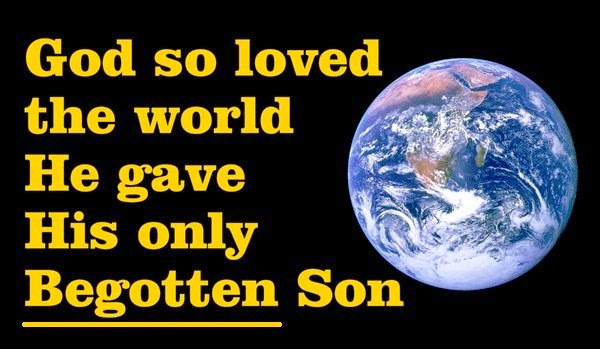 God so loved
the world
He gave
His only
Begotten Son